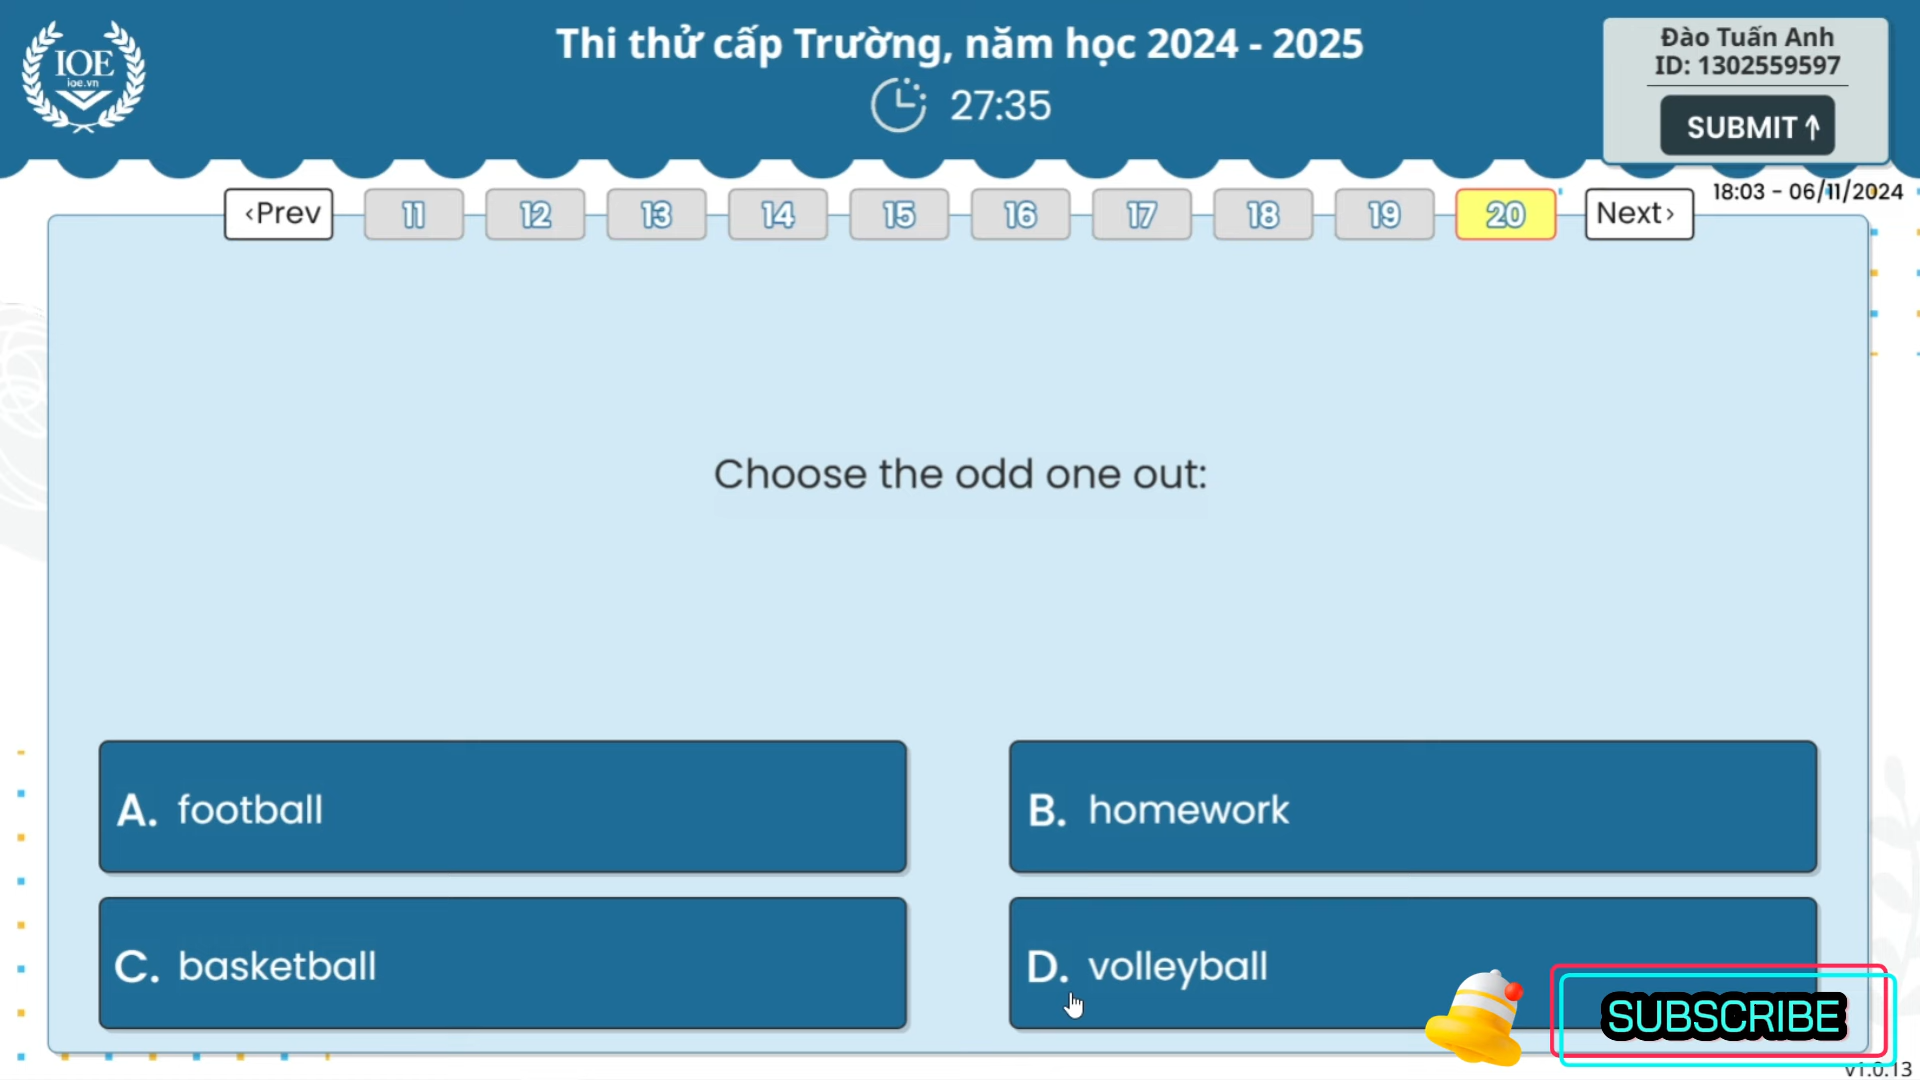 IOE
ioe.vn
Thi thử cấp Trường, năm học 2024 - 2025
27:35
Đào Tuấn Anh
ID: 1302559597
SUBMIT
18:03 - 06/11/2024
‹Prev
11
12
13
14
15
16
17
18
19
20
Next›
Choose the odd one out:
A. football
B. homework
C. basketball
D. volleyball
SUBSCRIBE
v1.0.13